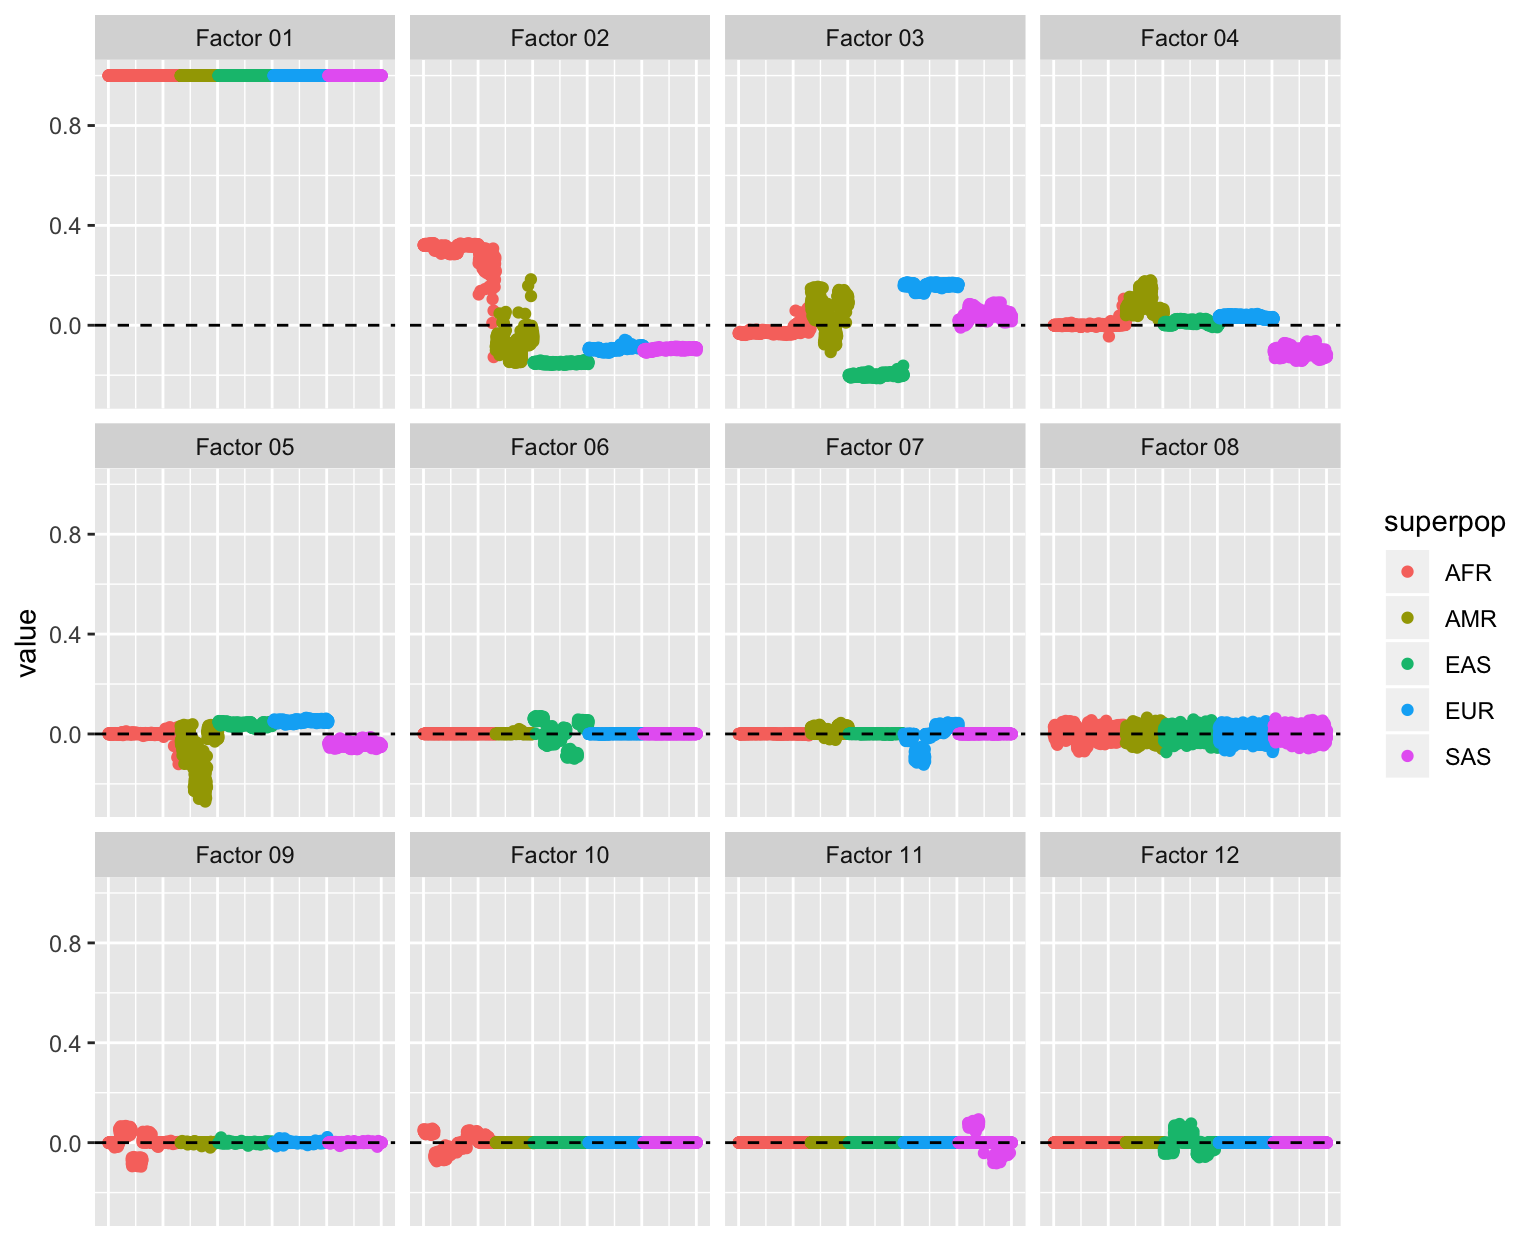 Factor 01
Factor 02
Factor 03
Factor 04
0.8
0.4
0.0
Factor 05
Factor 06
Factor 07
Factor 08
0.8
0.4
0.0
Factor 09
Factor 10
Factor 11
Factor 12
0.8
0.4
0.0
value
superpop
AFR
AMR
EAS
EUR
SAS